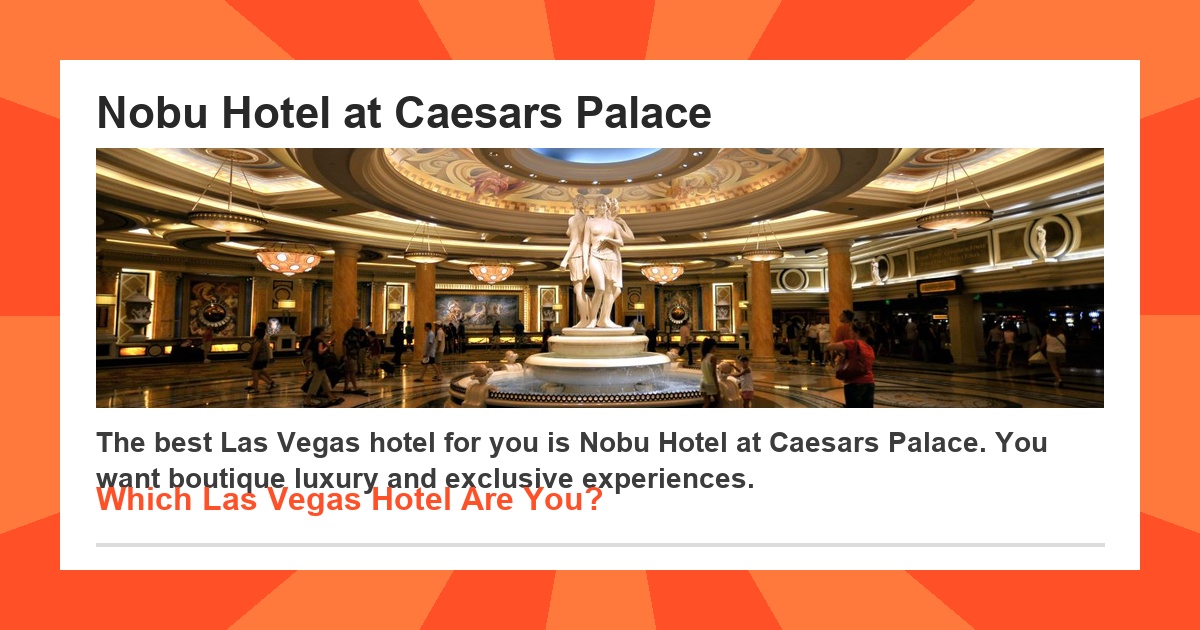 Nobu Hotel at Caesars Palace
The best Las Vegas hotel for you is Nobu Hotel at Caesars Palace. You
want boutique luxury and exclusive experiences.
Which Las Vegas Hotel Are You?